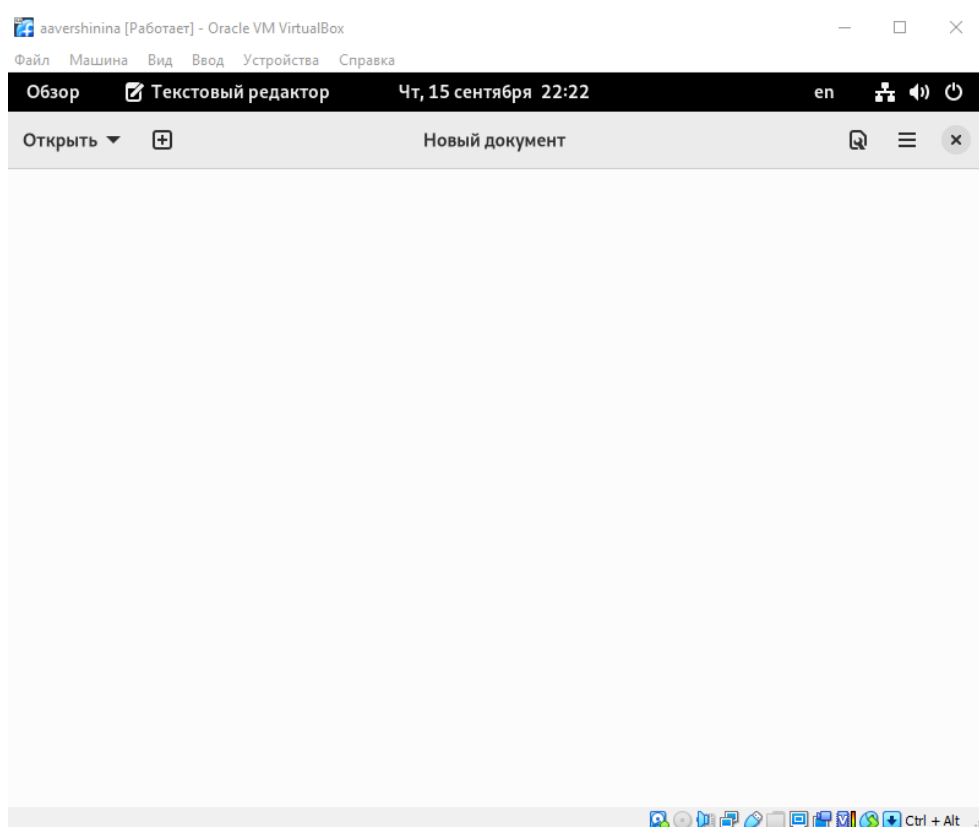 aavershinina [Работает] - Oracle VM VirtualBox
Файл Машина Вид Ввод Устройства Справка
Обзор Текстовый редактор Чт, 15 сентября 22:22 en
Открыть Новый документ
Ctrl + Alt